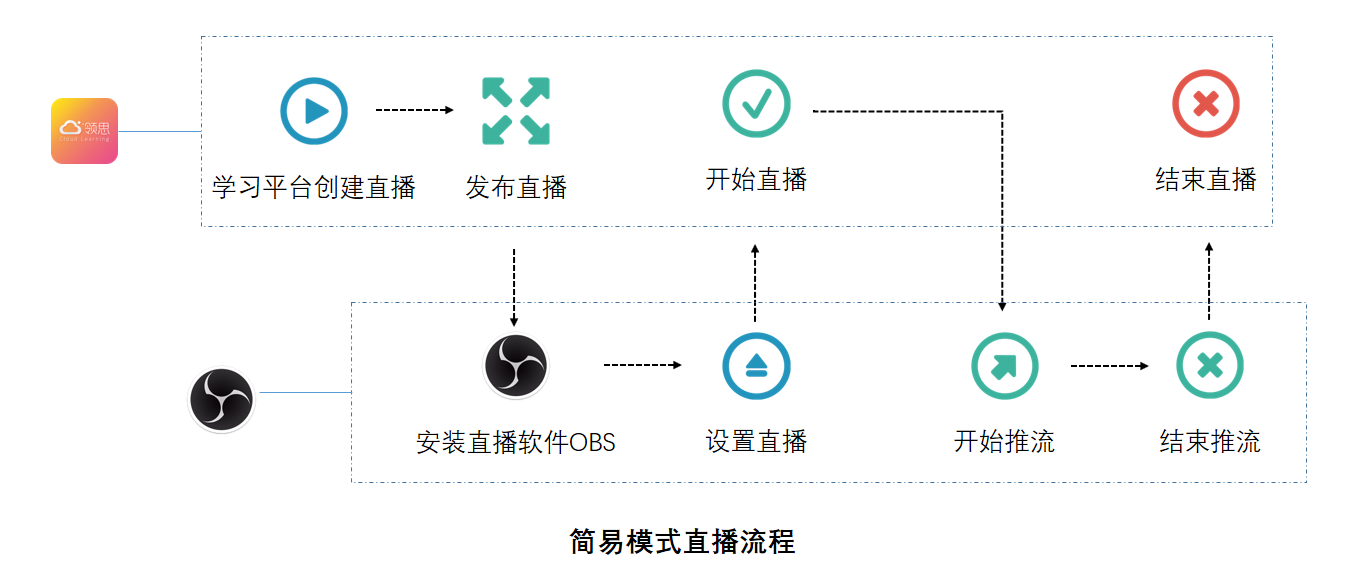 领思
Cloud Learning
学习平台创建直播
发布直播
开始直播
结束直播
安装直播软件OBS
设置直播
开始推流
结束推流
简易模式直播流程